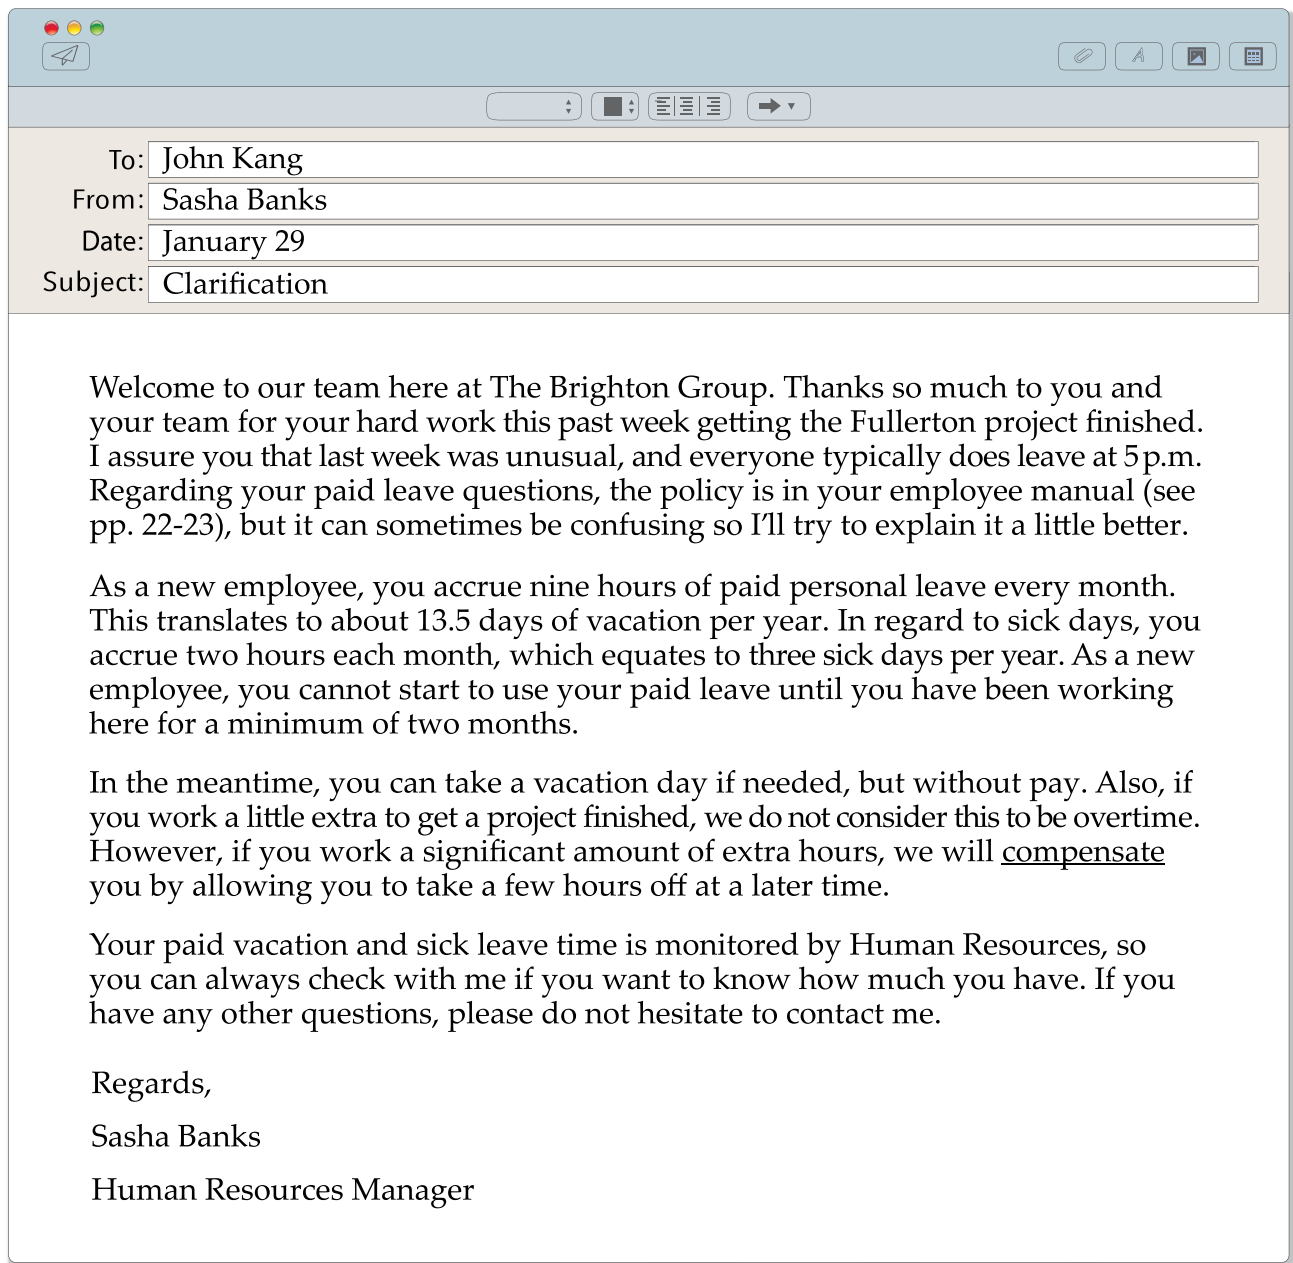 To: John Kang
From: Sasha Banks
Date: January 29
Subject: Clarification
Welcome to our team here at The Brighton Group. Thanks so much to you and
your team for your hard work this past week getting the Fullerton project finished.
I assure you that last week was unusual, and everyone typically does leave at 5 p.m.
Regarding your paid leave questions, the policy is in your employee manual (see
pp. 22-23), but it can sometimes be confusing so I'll try to explain it a little better.
As a new employee, you accrue nine hours of paid personal leave every month.
This translates to about 13.5 days of vacation per year. In regard to sick days, you
accrue two hours each month, which equates to three sick days per year. As a new
employee, you cannot start to use your paid leave until you have been working
here for a minimum of two months.
In the meantime, you can take a vacation day if needed, but without pay. Also, if
you work a little extra to get a project finished, we do not consider this to be overtime.
However, if you work a significant amount of extra hours, we will compensate
you by allowing you to take a few hours off at a later time.
Your paid vacation and sick leave time is monitored by Human Resources, so
you can always check with me if you want to know how much you have. If you
have any other questions, please do not hesitate to contact me.
Regards,
Sasha Banks
Human Resources Manager